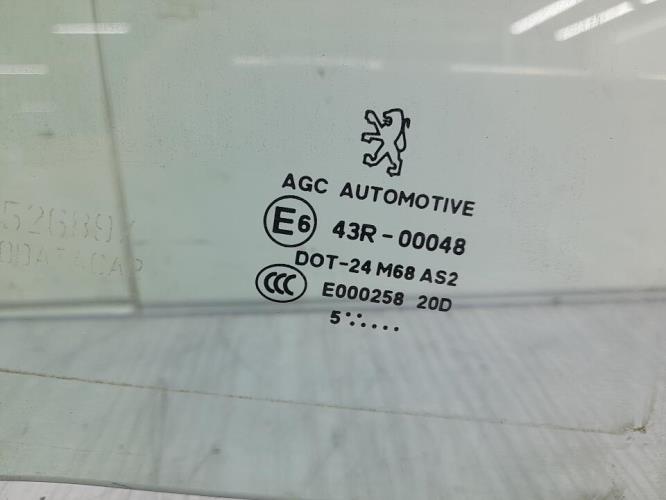 AGC AUTOMOTIVE
E6 43R-00048
DOT-24 M68 AS2
CCC E000258 20D
5